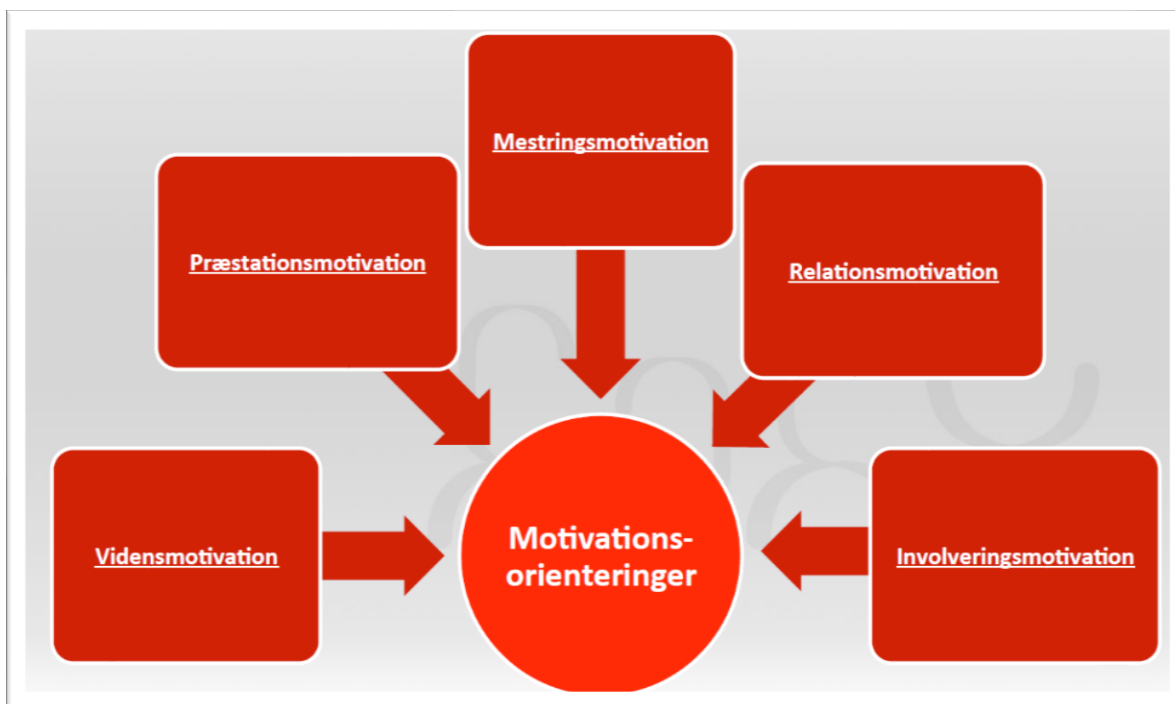 Mestringsmotivation
Præstationsmotivation
Relationsmotivation
Vidensmotivation
Motivations-
orienteringer
Involveringsmotivation